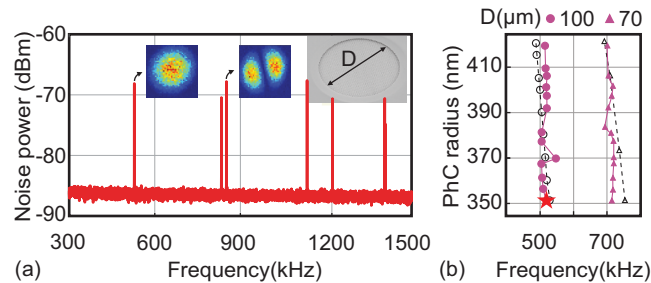 D(μm) 100 70
(a)
Noise power (dBm)
-60
-70
-80
-90
D
300 600 900 1200 1500
Frequency(kHz)
(b)
PhC radius (nm)
410
390
370
350
500 700
Frequency(kHz)